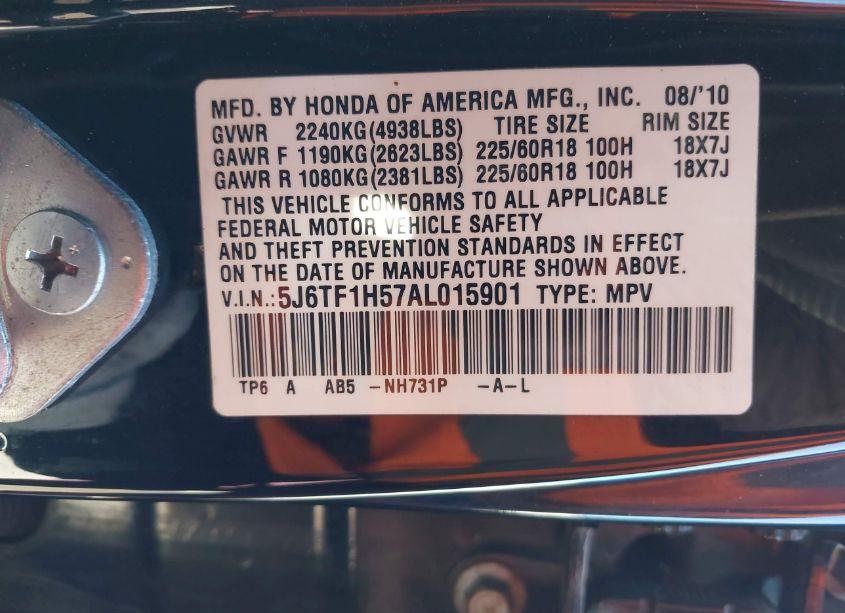 MFD. BY HONDA OF AMERICA MFG., INC. 08/'10
GVWR 2240KG(4938LBS) TIRE SIZE RIM SIZE
GAWR F 1190KG(2623LBS) 225/60R18 100H 18X7J
GAWR R 1080KG(2381LBS) 225/60R18 100H 18X7J
THIS VEHICLE CONFORMS TO ALL APPLICABLE
FEDERAL MOTOR VEHICLE SAFETY
AND THEFT PREVENTION STANDARDS IN EFFECT
ON THE DATE OF MANUFACTURE SHOWN ABOVE.
V.I.N.:5J6TF1H57AL015901 TYPE: MPV
TP6 A AB5 -NH731P -A-L